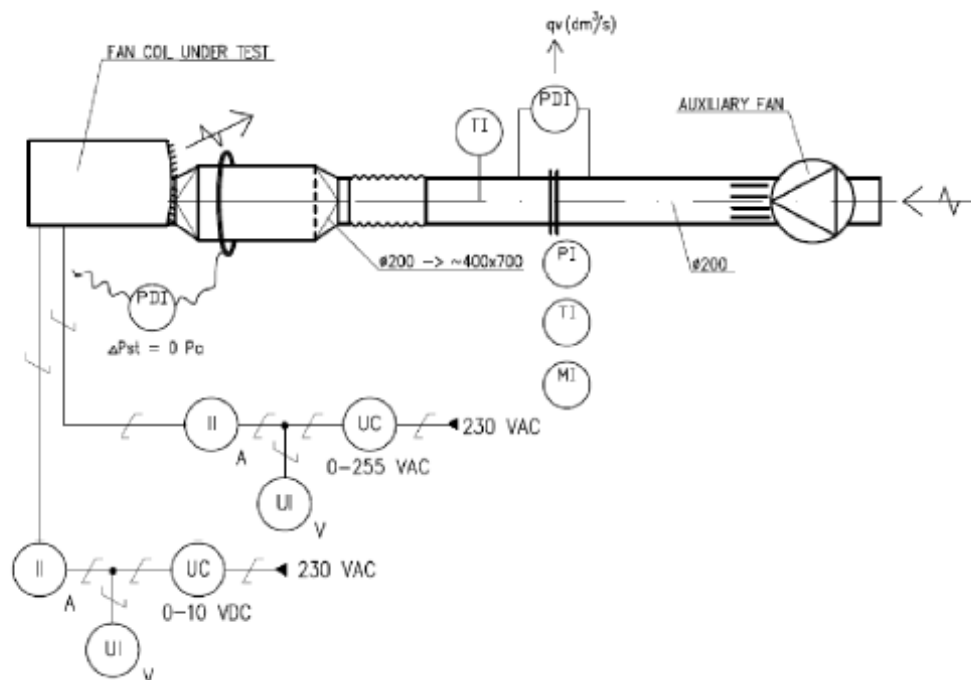 qv(dm³/s)
FAN COIL UNDER TEST
PDI
AUXILIARY FAN
TI
ø200 -> ~400x700
PI
ø200
PDI
TI
△Pst = 0 Pa
MI
II
UC
230 VAC
A
0-255 VAC
UI
V
II
UC
230 VAC
A
0-10 VDC
UI
V